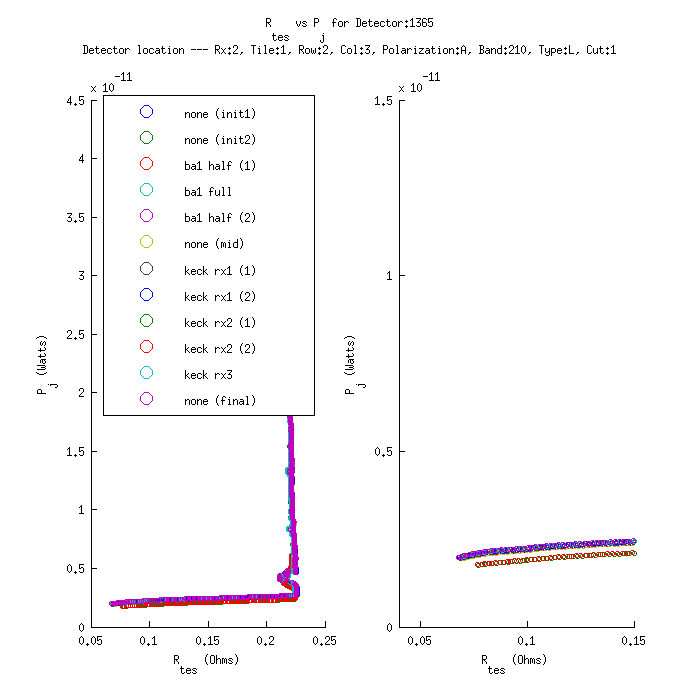 R_tes vs P_j for Detector:1365
Detector location --- Rx:2, Tile:1, Row:2, Col:3, Polarization:A, Band:210, Type:L, Cut:1
x 10^-11
4.5
4
3.5
3
2.5
2
1.5
1
0.5
0
P_j (Watts)
none (init1)
none (init2)
ba1 half (1)
ba1 full
ba1 half (2)
none (mid)
keck rx1 (1)
keck rx1 (2)
keck rx2 (1)
keck rx2 (2)
keck rx3
none (final)
0.05 0.1 0.15 0.2 0.25
R_tes (Ohms)
x 10^-11
1.5
1
0.5
0
P_j (Watts)
0.05 0.1 0.15
R_tes (Ohms)